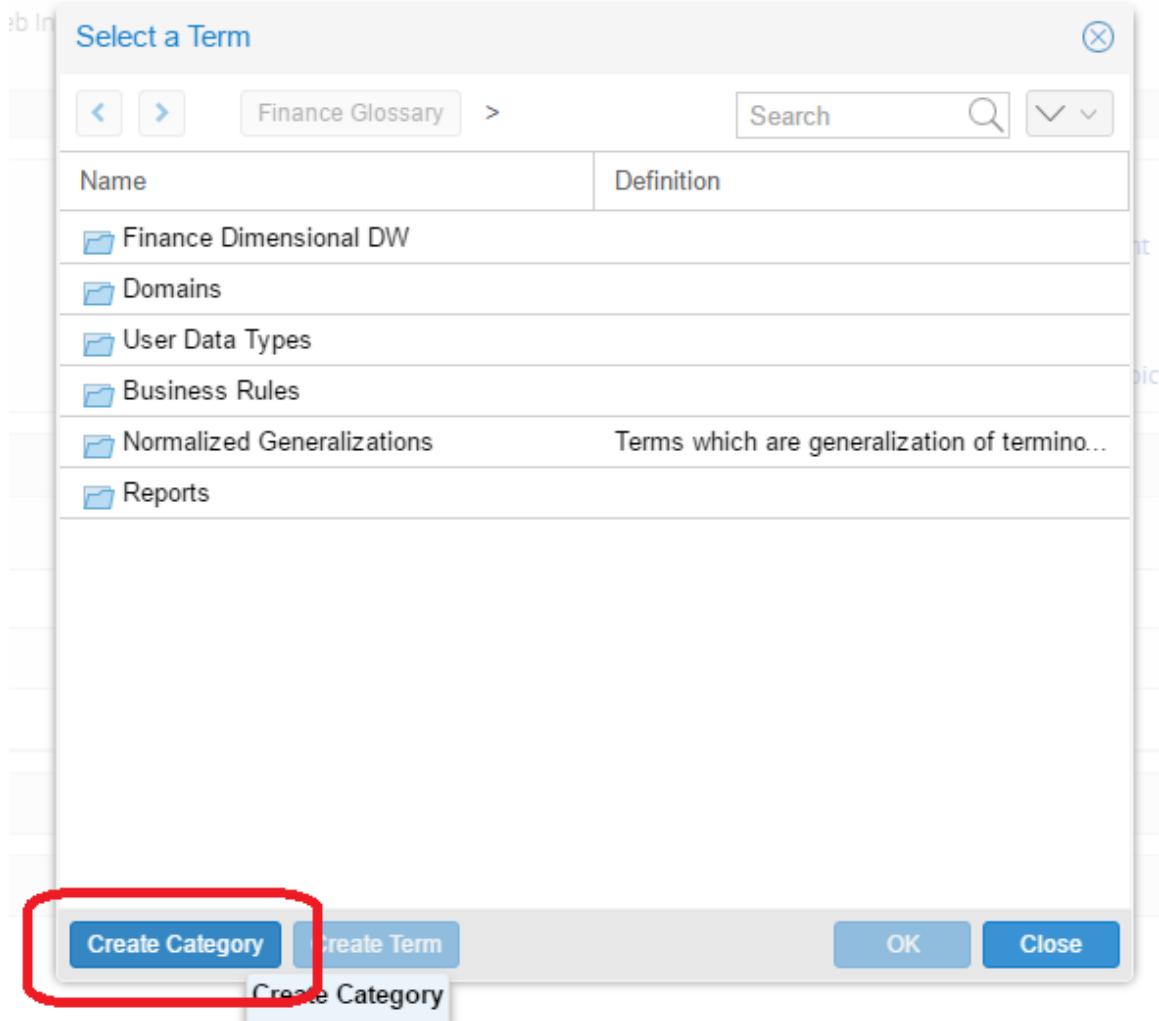 Select a Term
Finance Glossary >
Search
Name Definition
Finance Dimensional DW
Domains
User Data Types
Business Rules
Normalized Generalizations Terms which are generalization of termino...
Reports
Create Category Create Term OK Close
Create Category